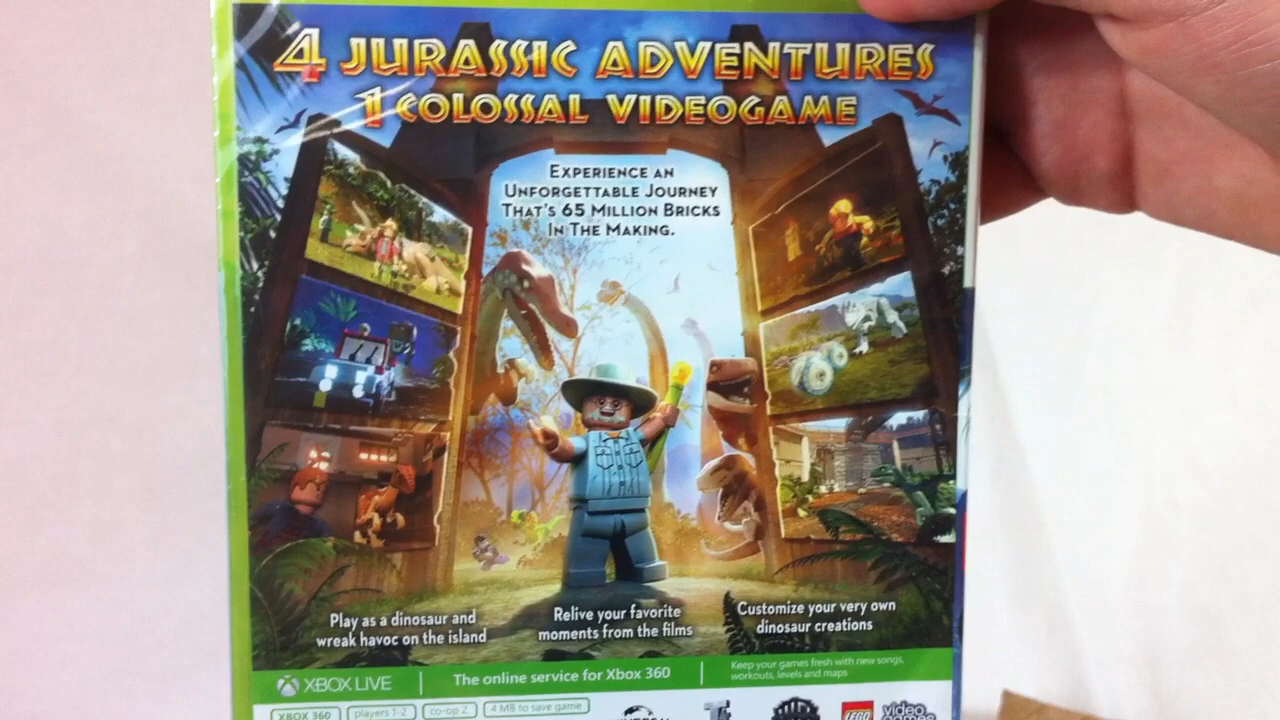 4 JURASSIC ADVENTURES
1 COLOSSAL VIDEOGAME
EXPERIENCE AN
UNFORGETTABLE JOURNEY
THAT'S 65 MILLION BRICKS
IN THE MAKING.
Play as a dinosaur and
wreak havoc on the island
Relive your favorite
moments from the films
Customize your very own
dinosaur creations
XBOX LIVE
The online service for Xbox 360
Keep your games fresh with new songs,
workouts, levels and maps
XBOX 360
players 1-2
co-op 2
4 MB to save game
LEGO
video
games